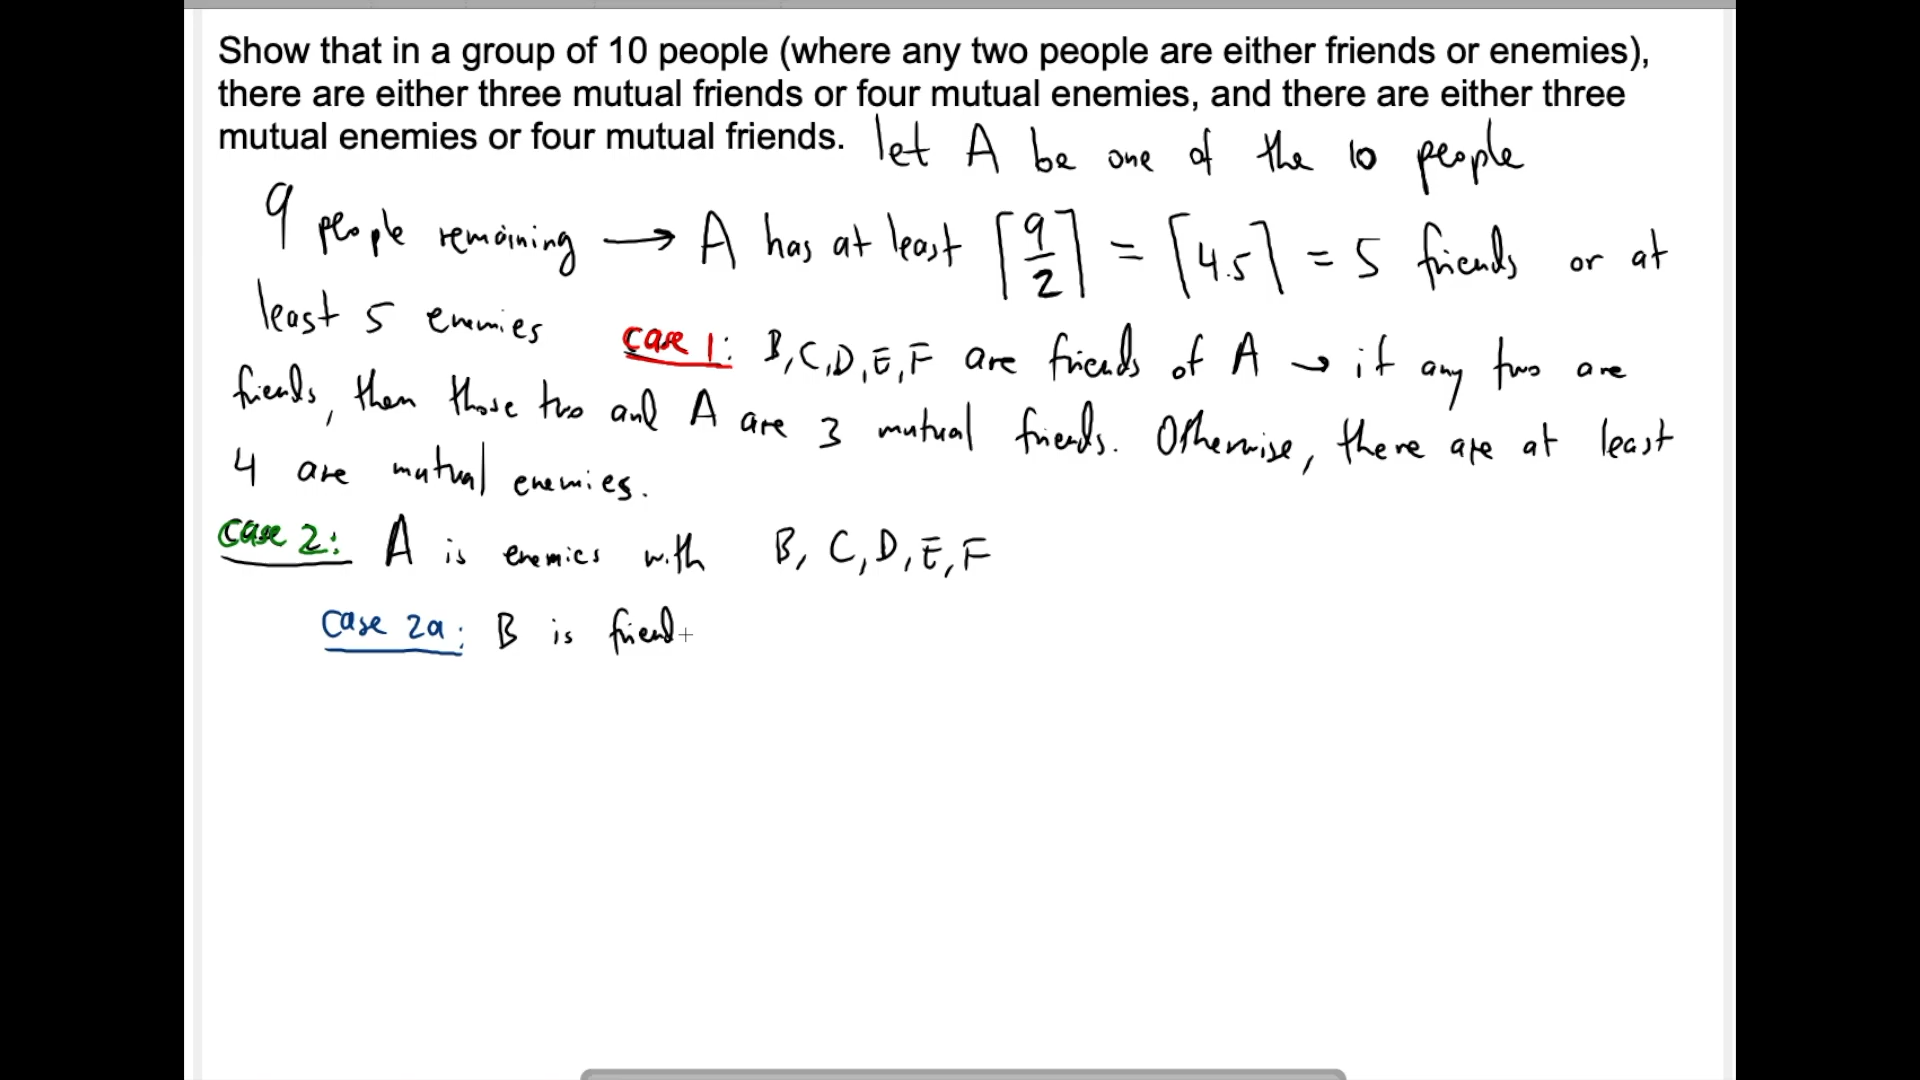 Show that in a group of 10 people (where any two people are either friends or enemies),
there are either three mutual friends or four mutual enemies, and there are either three
mutual enemies or four mutual friends. let A be one of the 10 people
9 people remaining → A has at least ⌈9/2⌉ = ⌈4.5⌉ = 5 friends or at
least 5 enemies case 1: B, C, D, E, F are friends of A → if any two are
friends, then those two and A are 3 mutual friends. Otherwise, there are at least
4 are mutual enemies.
case 2: A is enemies with B, C, D, E, F
case 2a: B is friend